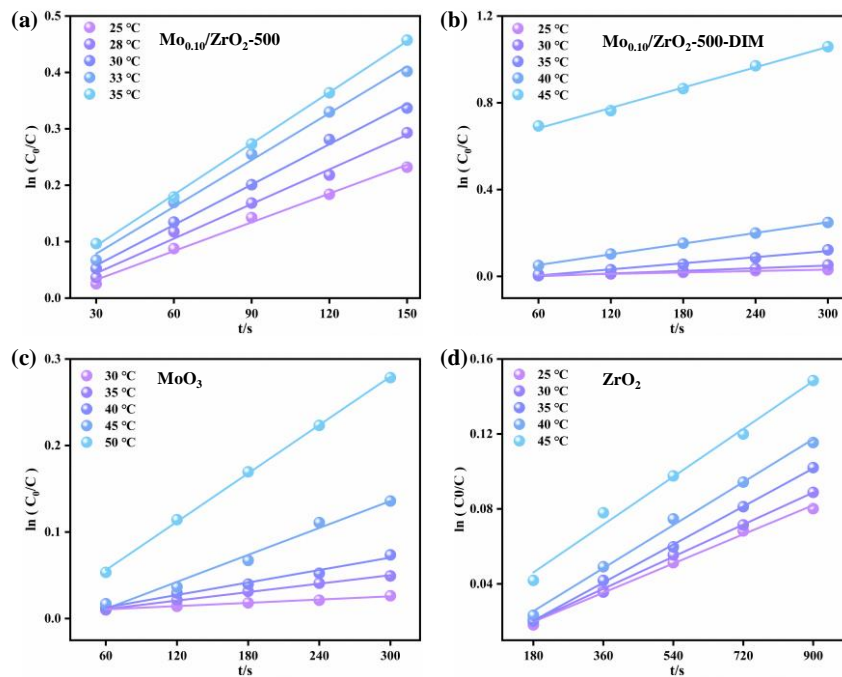 (a)
Mo0.10/ZrO2-500
25 ℃
28 ℃
30 ℃
33 ℃
35 ℃
0.5
0.4
0.3
0.2
0.1
0.0
ln ( C0/C )
30 60 90 120 150
t/s
(b)
Mo0.10/ZrO2-500-DIM
25 ℃
30 ℃
35 ℃
40 ℃
45 ℃
1.2
0.8
0.4
0.0
ln ( C0/C )
60 120 180 240 300
t/s
(c)
MoO3
30 ℃
35 ℃
40 ℃
45 ℃
50 ℃
0.3
0.2
0.1
0.0
ln ( C0/C )
60 120 180 240 300
t/s
(d)
ZrO2
25 ℃
30 ℃
35 ℃
40 ℃
45 ℃
0.16
0.12
0.08
0.04
ln ( C0/C )
180 360 540 720 900
t/s